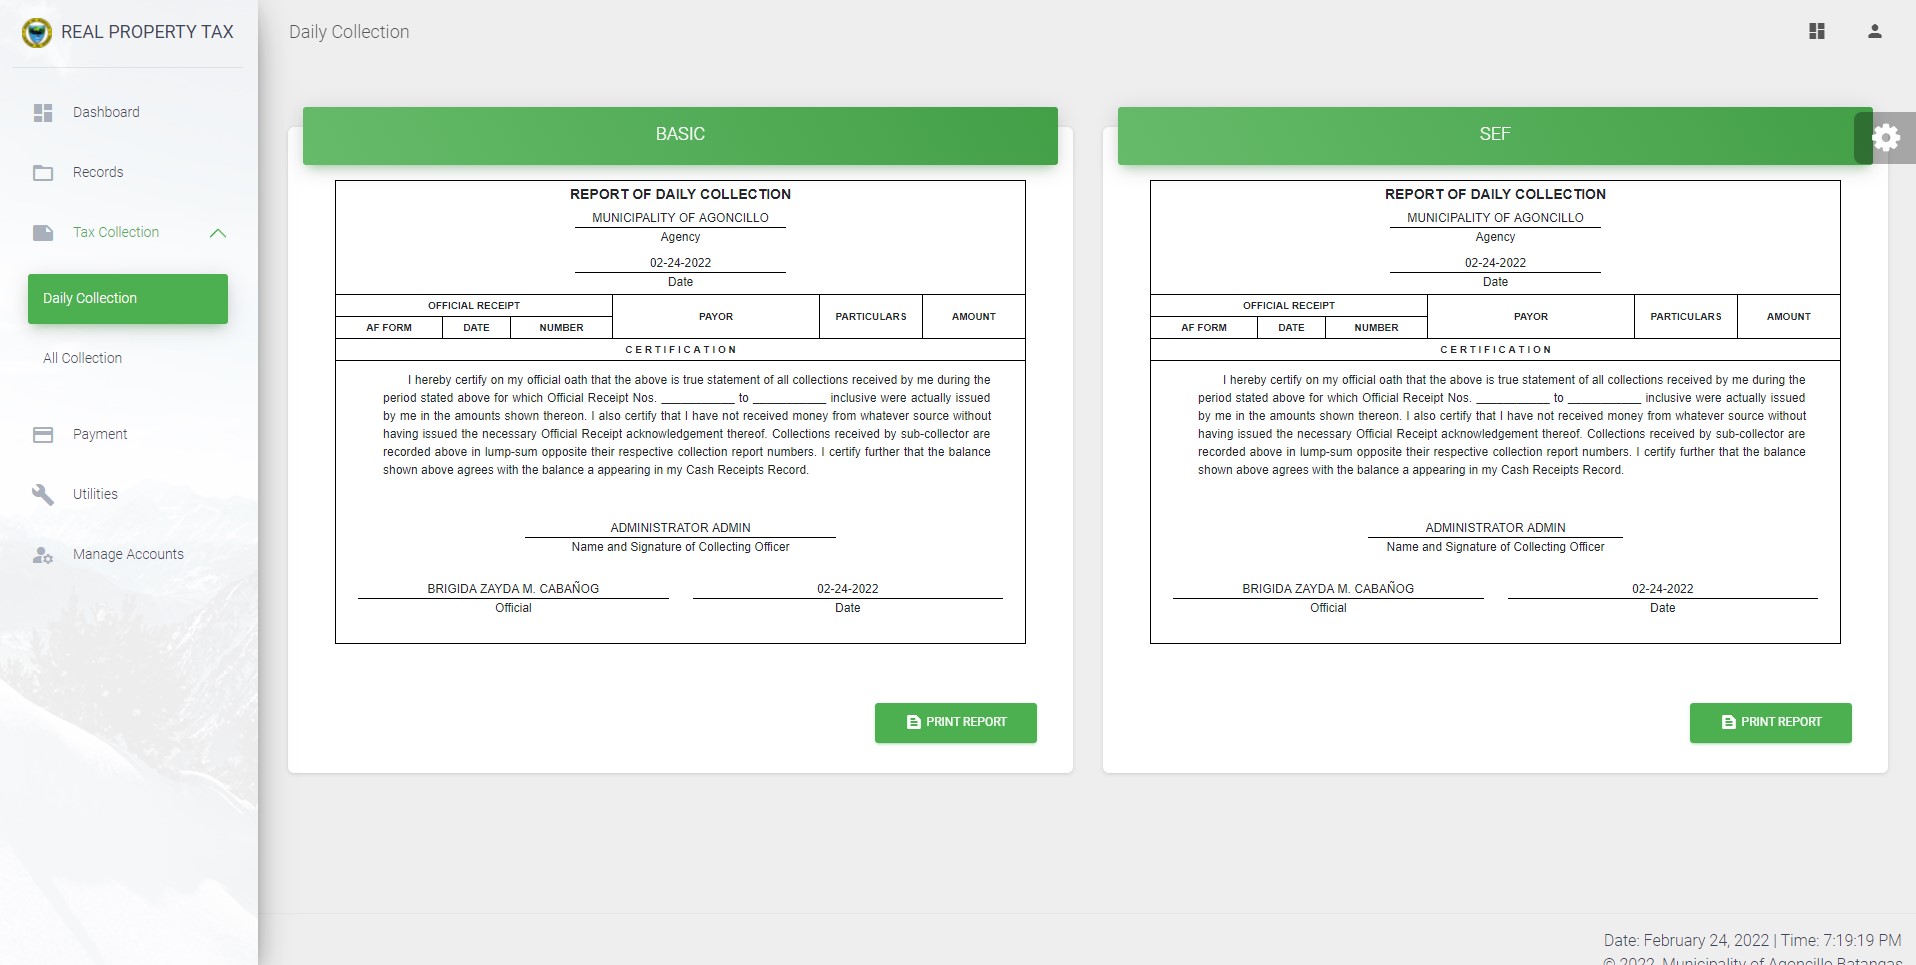 REAL PROPERTY TAX
Daily Collection
Dashboard
Records
Tax Collection
Daily Collection
All Collection
Payment
Utilities
Manage Accounts
BASIC
REPORT OF DAILY COLLECTION
MUNICIPALITY OF AGONCILLO
Agency
02-24-2022
Date
OFFICIAL RECEIPT
PAYOR
PARTICULARS
AMOUNT
AF FORM
DATE
NUMBER
CERTIFICATION
I hereby certify on my official oath that the above is true statement of all collections received by me during the
period stated above for which Official Receipt Nos. ___________ to ___________ inclusive were actually issued
by me in the amounts shown thereon. I also certify that I have not received money from whatever source without
having issued the necessary Official Receipt acknowledgement thereof. Collections received by sub-collector are
recorded above in lump-sum opposite their respective collection report numbers. I certify further that the balance
shown above agrees with the balance a appearing in my Cash Receipts Record.
ADMINISTRATOR ADMIN
Name and Signature of Collecting Officer
BRIGIDA ZAYDA M. CABAÑOG
Official
02-24-2022
Date
PRINT REPORT
SEF
REPORT OF DAILY COLLECTION
MUNICIPALITY OF AGONCILLO
Agency
02-24-2022
Date
OFFICIAL RECEIPT
PAYOR
PARTICULARS
AMOUNT
AF FORM
DATE
NUMBER
CERTIFICATION
I hereby certify on my official oath that the above is true statement of all collections received by me during the
period stated above for which Official Receipt Nos. ___________ to ___________ inclusive were actually issued
by me in the amounts shown thereon. I also certify that I have not received money from whatever source without
having issued the necessary Official Receipt acknowledgement thereof. Collections received by sub-collector are
recorded above in lump-sum opposite their respective collection report numbers. I certify further that the balance
shown above agrees with the balance a appearing in my Cash Receipts Record.
ADMINISTRATOR ADMIN
Name and Signature of Collecting Officer
BRIGIDA ZAYDA M. CABAÑOG
Official
02-24-2022
Date
PRINT REPORT
Date: February 24, 2022 | Time: 7:19:19 PM
© 2022, Municipality of Agoncillo Batangas